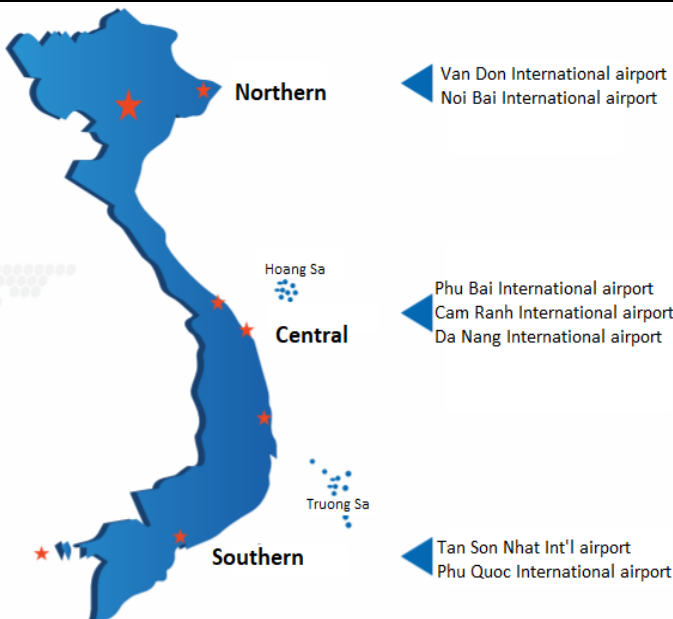 Northern
Van Don International airport
Noi Bai International airport
Hoang Sa
Central
Phu Bai International airport
Cam Ranh International airport
Da Nang International airport
Truong Sa
Southern
Tan Son Nhat Int'l airport
Phu Quoc International airport